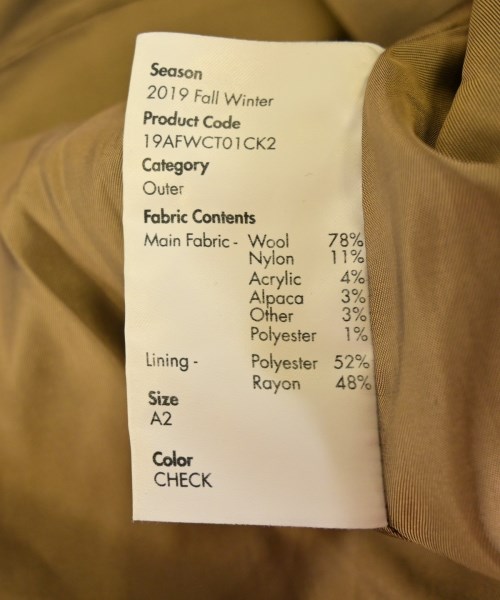 Season
2019 Fall Winter
Product Code
19AFWCT01CK2
Category
Outer
Fabric Contents
Main Fabric - Wool 78%
Nylon 11%
Acrylic 4%
Alpaca 3%
Other 3%
Polyester 1%
Lining - Polyester 52%
Rayon 48%
Size
A2
Color
CHECK